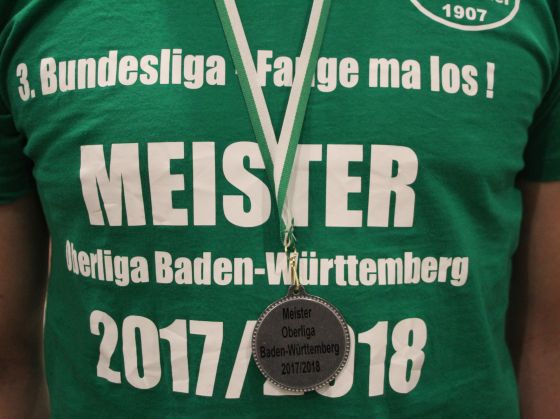 1907
3. Bundesliga - Fange ma los !
MEISTER
Oberliga Baden-Württemberg
2017/2018
Meister
Oberliga
Baden-Württemberg
2017/2018